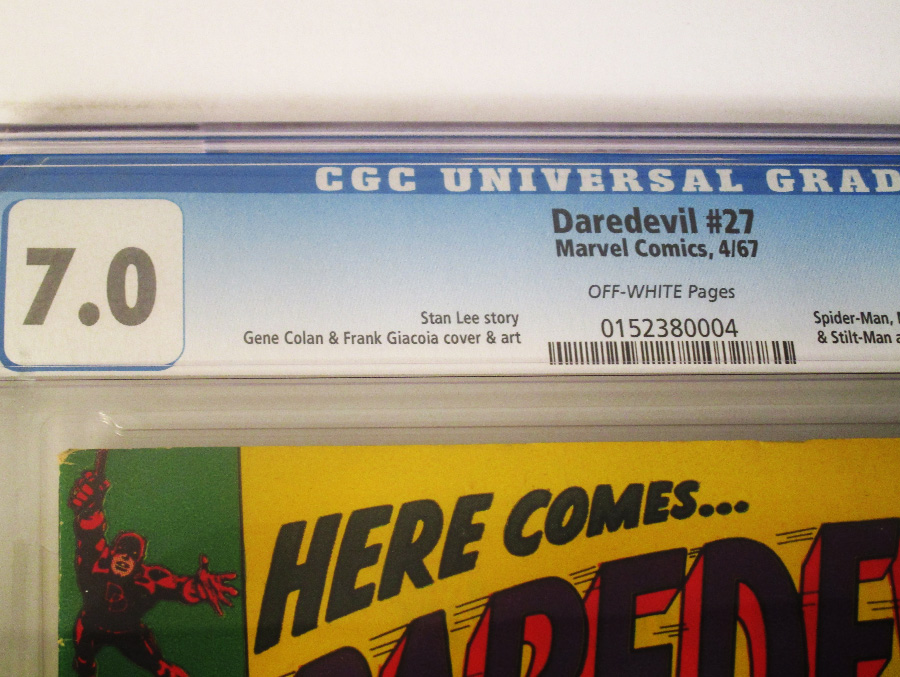 CGC UNIVERSAL GRAD
7.0
Daredevil #27
Marvel Comics, 4/67
OFF-WHITE Pages
Stan Lee story
Gene Colan & Frank Giacoia cover & art
0152380004
Spider-Man,
& Stilt-Man a
HERE COMES...
DAREDE